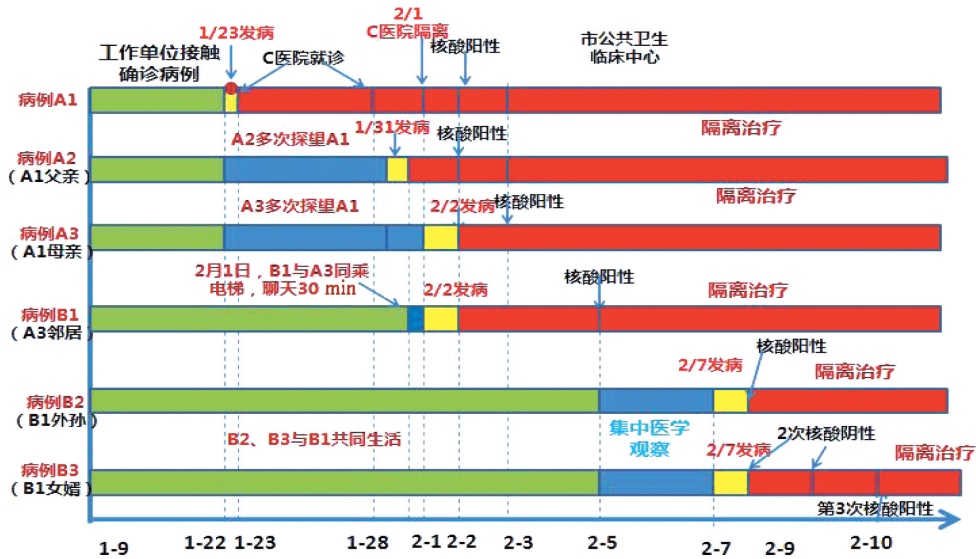 2/1
1/23发病
C医院隔离
核酸阳性
市公共卫生
临床中心
工作单位接触
确诊病例
C医院就诊
病例A1
隔离治疗
A2多次探望A1
1/31发病
核酸阳性
病例A2
（A1父亲）
隔离治疗
A3多次探望A1
2/2发病
核酸阳性
病例A3
（A1母亲）
隔离治疗
2月1日，B1与A3同乘
电梯，聊天30 min
2/2发病
核酸阳性
隔离治疗
病例B1
（A3邻居）
2/7发病
核酸阳性
隔离治疗
病例B2
（B1外孙）
B2、B3与B1共同生活
集中医学
观察
2/7发病
2次核酸阴性
隔离治疗
病例B3
（B1女婿）
第3次核酸阳性
1-9
1-22
1-23
1-28
2-1
2-2
2-3
2-5
2-7
2-9
2-10